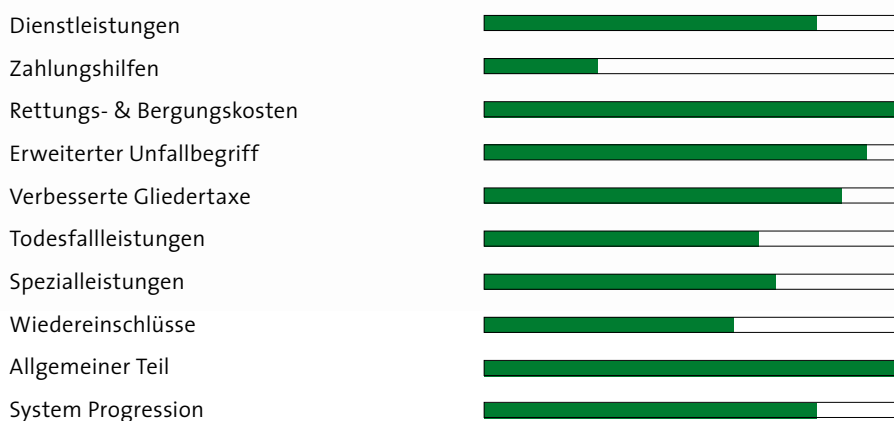 Dienstleistungen
Zahlungshilfen
Rettungs- & Bergungskosten
Erweiterter Unfallbegriff
Verbesserte Gliedertaxe
Todesfallleistungen
Spezialleistungen
Wiedereinschlüsse
Allgemeiner Teil
System Progression